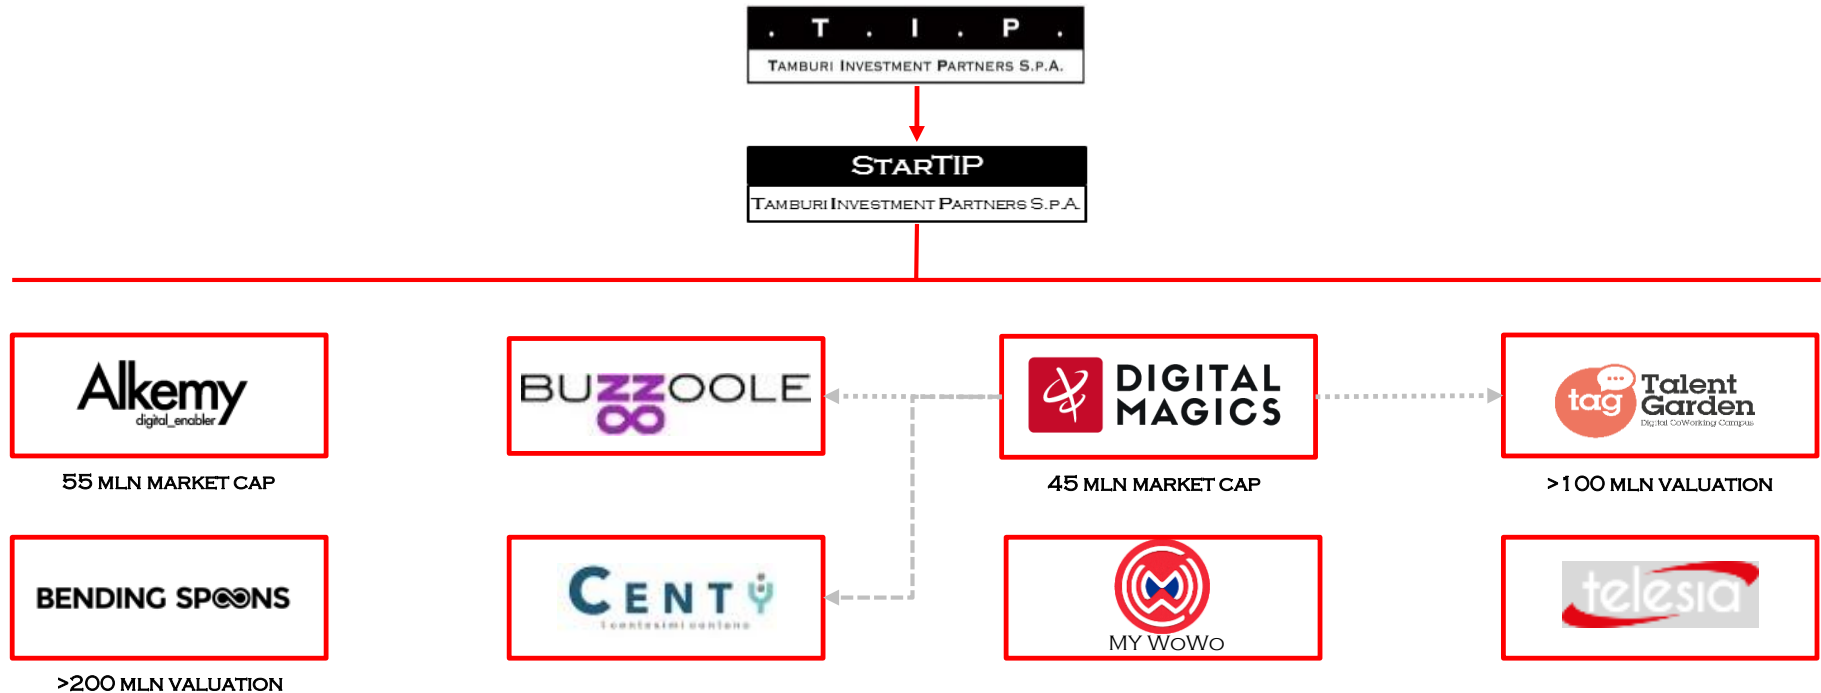 . T . I . P .
TAMBURI INVESTMENT PARTNERS S.P.A.
STARTIP
TAMBURI INVESTMENT PARTNERS S.P.A.
Alkemy
digital_enabler
55 MLN MARKET CAP
BUZZOOLE
DIGITAL
MAGICS
45 MLN MARKET CAP
tag
Talent
Garden
Digital CoWorking Campus
>100 MLN VALUATION
BENDING SPOONS
>200 MLN VALUATION
CENTY
i centesimi contano
MY WoWo
telesia